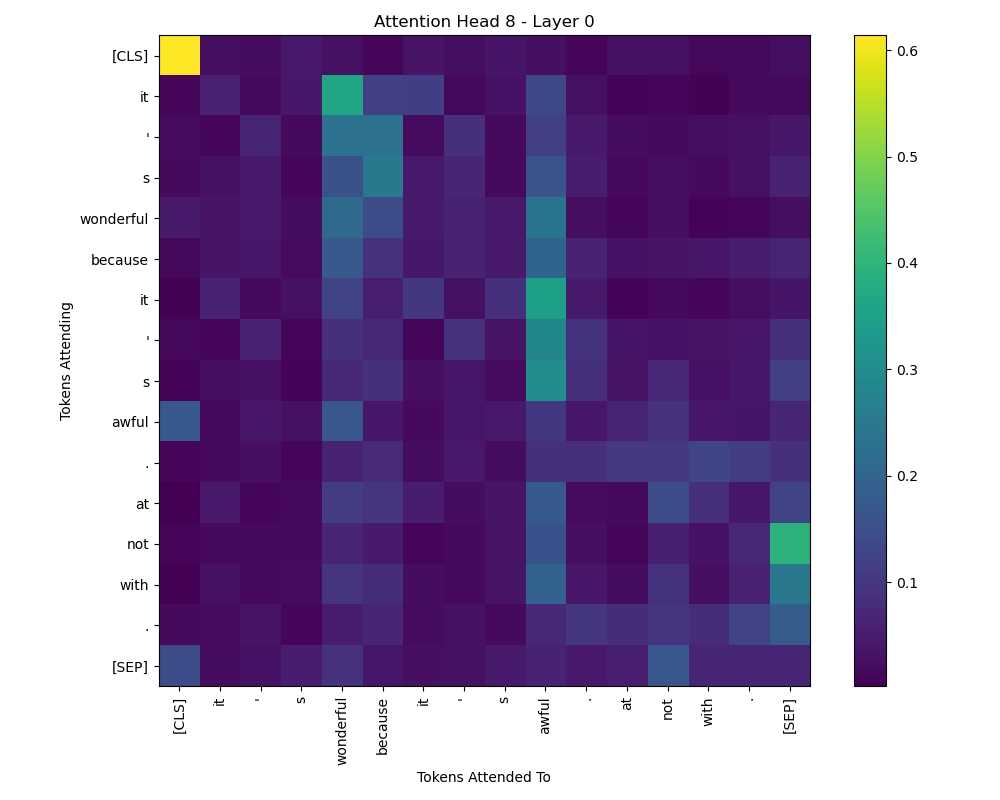 Attention Head 8 - Layer 0
Tokens Attending
[CLS]
it
'
s
wonderful
because
it
'
s
awful
.
at
not
with
.
[SEP]
[CLS]
it
'
s
wonderful
because
it
'
s
awful
.
at
not
with
.
[SEP]
Tokens Attended To
0.6
0.5
0.4
0.3
0.2
0.1